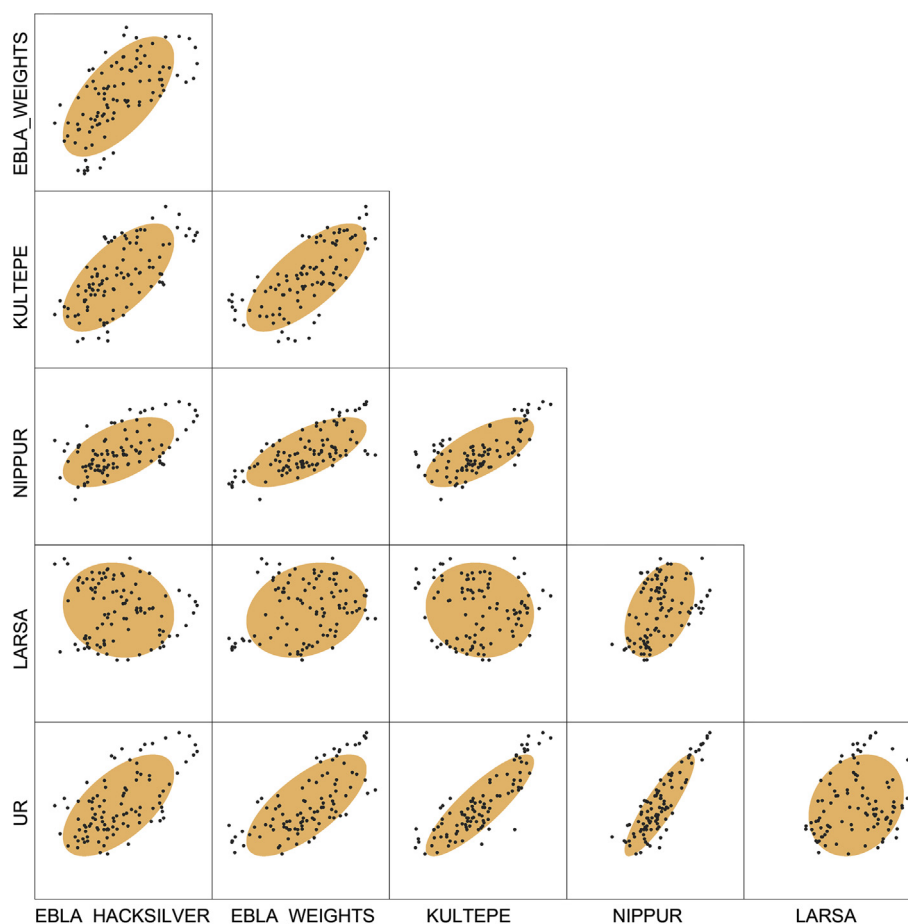 EBLA_WEIGHTS
KULTEPE
NIPPUR
LARSA
UR
EBLA_HACKSILVER EBLA_WEIGHTS KULTEPE NIPPUR LARSA